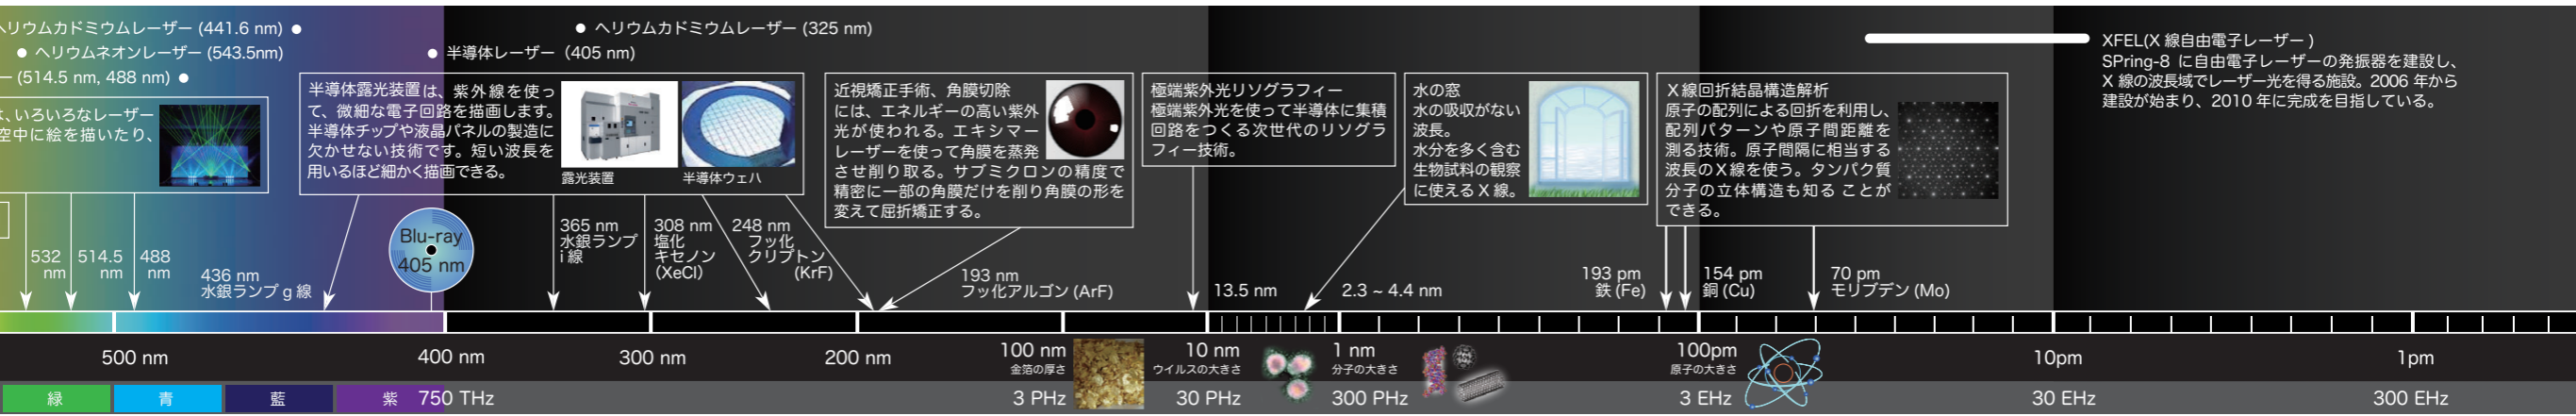 ヘリウムカドミウムレーザー (441.6 nm) ●
● ヘリウムネオンレーザー (543.5nm)
ー (514.5 nm, 488 nm) ●
は、いろいろなレーザー
空中に絵を描いたり、
● ヘリウムカドミウムレーザー (325 nm)
● 半導体レーザー（405 nm)
半導体露光装置は、紫外線を使っ
て、微細な電子回路を描画します。
半導体チップや液晶パネルの製造に
欠かせない技術です。短い波長を
用いるほど細かく描画できる。
露光装置
半導体ウェハ
近視矯正手術、角膜切除
には、エネルギーの高い紫外
光が使われる。エキシマー
レーザーを使って角膜を蒸発
させ削り取る。サブミクロンの精度で
精密に一部の角膜だけを削り角膜の形を
変えて屈折矯正する。
極端紫外光リソグラフィー
極端紫外光を使って半導体に集積
回路をつくる次世代のリソグラ
フィー技術。
水の窓
水の吸収がない
波長。
水分を多く含む
生物試料の観察
に使える X 線。
X 線回折結晶構造解析
原子の配列による回折を利用し、
配列パターンや原子間距離を
測る技術。原子間隔に相当する
波長のX線を使う。タンパク質
分子の立体構造も知る ことが
できる。
XFEL(X 線自由電子レーザー )
SPring-8 に自由電子レーザーの発振器を建設し、
X 線の波長域でレーザー光を得る施設。2006 年から
建設が始まり、2010 年に完成を目指している。
532
nm
514.5
nm
488
nm
436 nm
水銀ランプ g 線
Blu-ray
405 nm
365 nm
水銀ランプ
i 線
308 nm
塩化
キセノン
(XeCl)
248 nm
フッ化
クリプトン
(KrF)
193 nm
フッ化アルゴン (ArF)
13.5 nm
2.3 ~ 4.4 nm
193 pm
鉄 (Fe)
154 pm
銅 (Cu)
70 pm
モリブデン (Mo)
500 nm
400 nm
300 nm
200 nm
100 nm
金箔の厚さ
10 nm
ウイルスの大きさ
1 nm
分子の大きさ
100pm
原子の大きさ
10pm
1pm
緑
青
藍
紫
750 THz
3 PHz
30 PHz
300 PHz
3 EHz
30 EHz
300 EHz